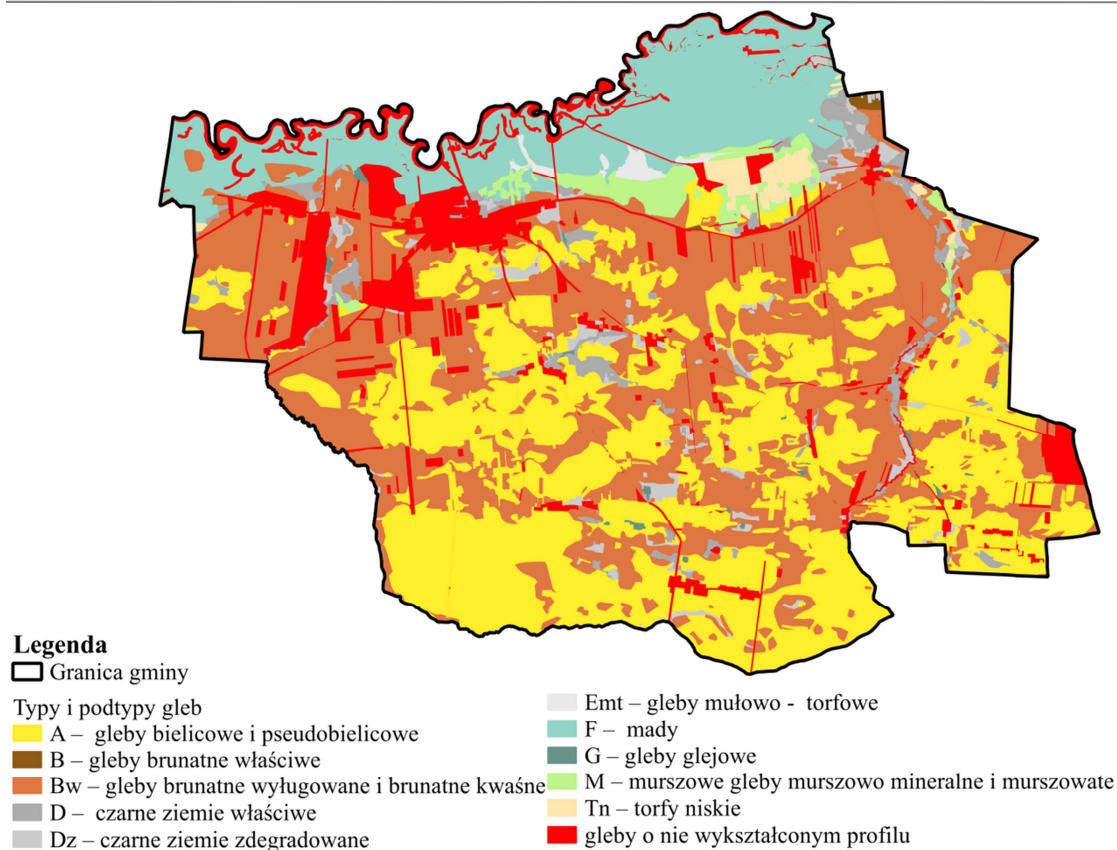 Legenda
Granica gminy
Typy i podtypy gleb
A – gleby bielicowe i pseudobielicowe
B – gleby brunatne właściwe
Bw – gleby brunatne wyługowane i brunatne kwaśne
D – czarne ziemie właściwe
Dz – czarne ziemie zdegradowane
Emt – gleby mułowo - torfowe
F – mady
G – gleby glejowe
M – murszowe gleby murszowo mineralne i murszowate
Tn – torfy niskie
gleby o nie wykształconym profilu